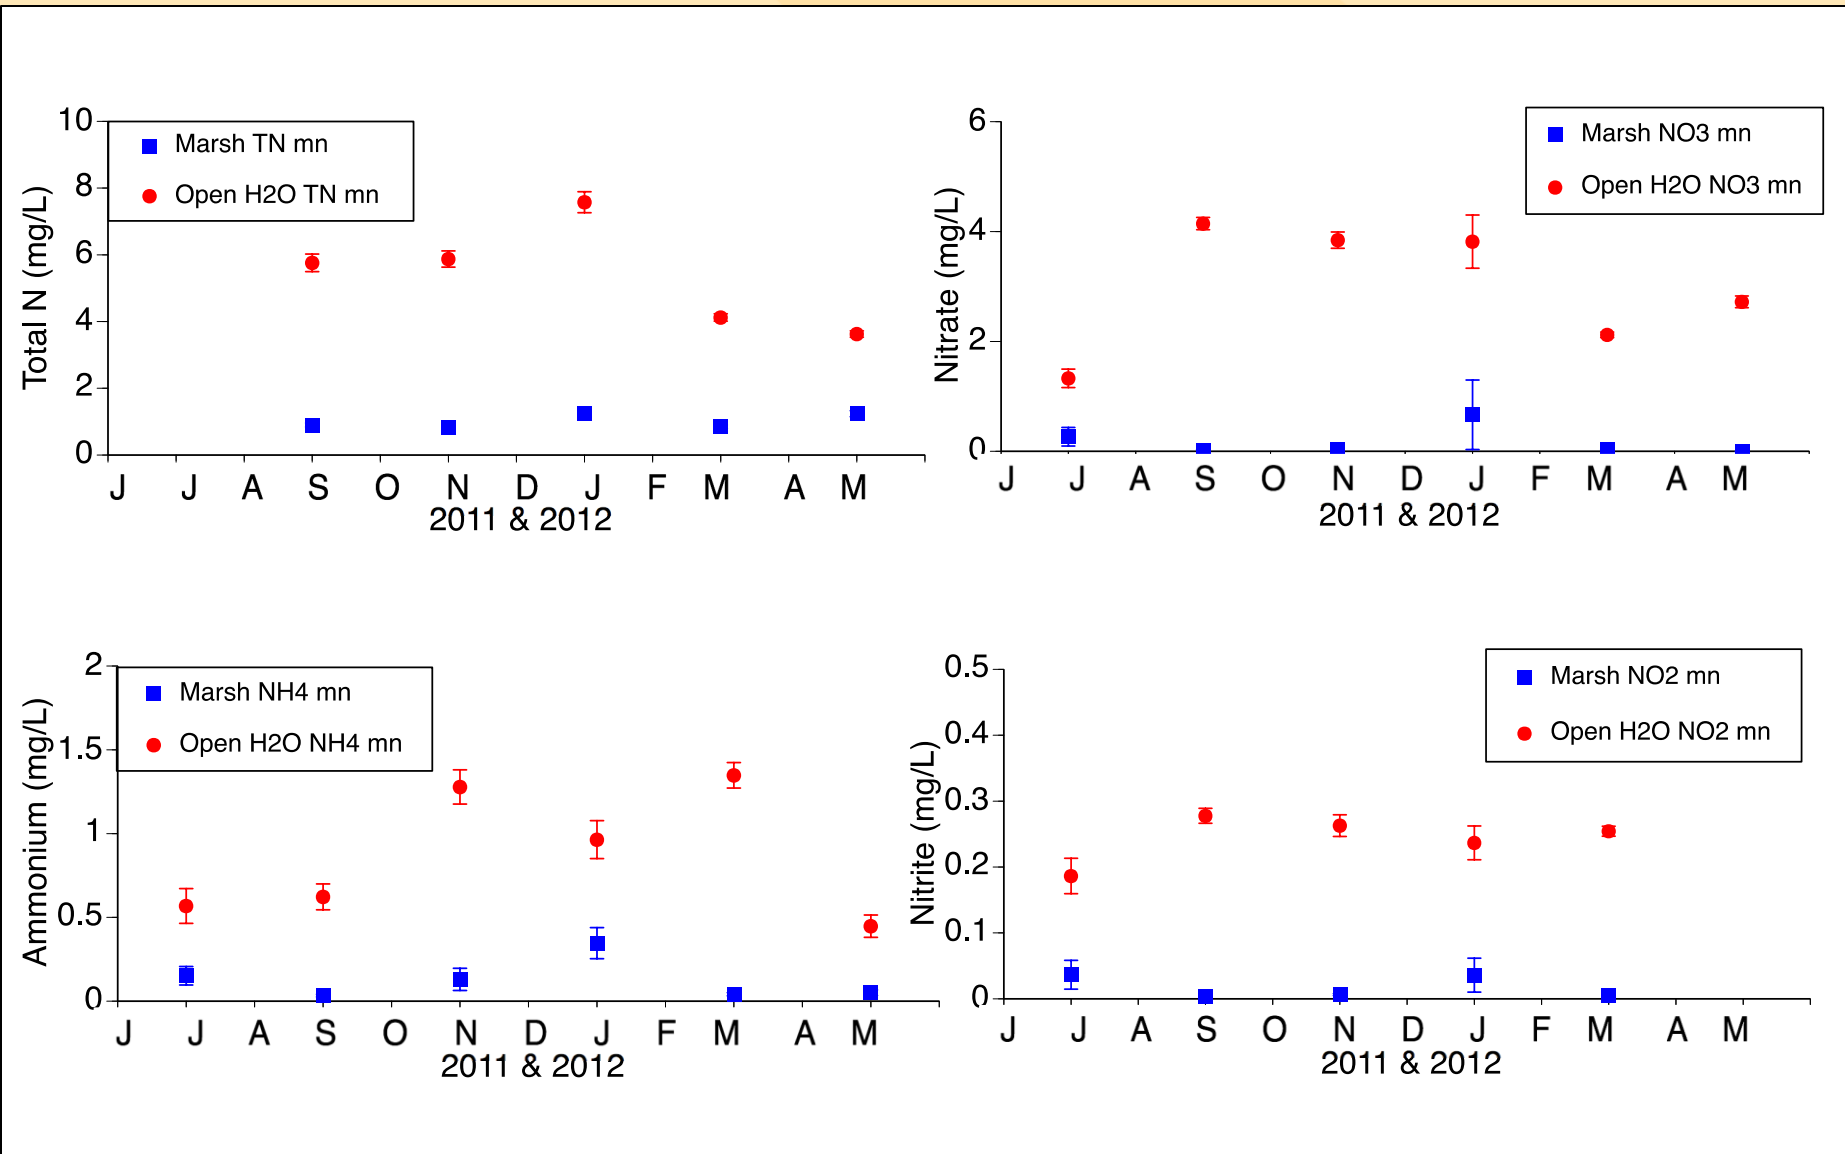 10
8
6
4
2
0
Total N (mg/L)
Marsh TN mn
Open H2O TN mn
J J A S O N D J F M A M
2011 & 2012
6
4
2
0
Nitrate (mg/L)
Marsh NO3 mn
Open H2O NO3 mn
J J A S O N D J F M A M
2011 & 2012
2
1.5
1
0.5
0
Ammonium (mg/L)
Marsh NH4 mn
Open H2O NH4 mn
J J A S O N D J F M A M
2011 & 2012
0.5
0.4
0.3
0.2
0.1
0
Nitrite (mg/L)
Marsh NO2 mn
Open H2O NO2 mn
J J A S O N D J F M A M
2011 & 2012